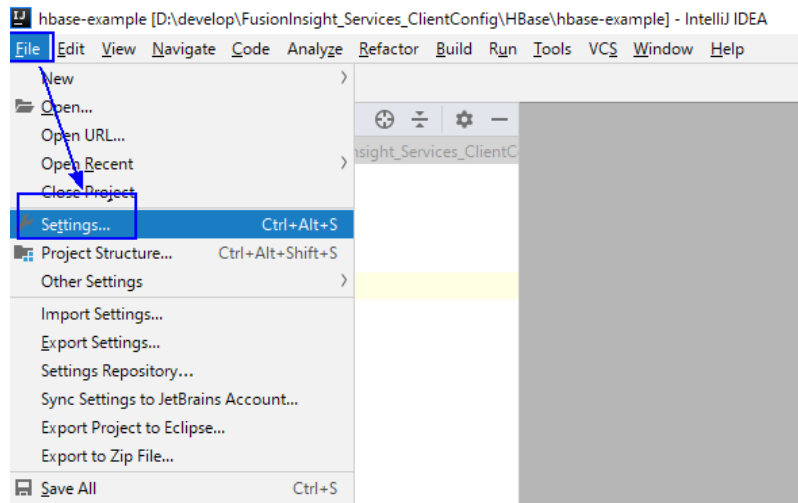 hbase-example [D:\develop\FusionInsight_Services_ClientConfig\HBase\hbase-example] - IntelliJ IDEA
File Edit View Navigate Code Analyze Refactor Build Run Tools VCS Window Help
New
Open...
Open URL...
nsight_Services_ClientC
Open Recent
Close Project
Settings... Ctrl+Alt+S
Project Structure... Ctrl+Alt+Shift+S
Other Settings
Import Settings...
Export Settings...
Settings Repository...
Sync Settings to JetBrains Account...
Export Project to Eclipse...
Export to Zip File...
Save All Ctrl+S